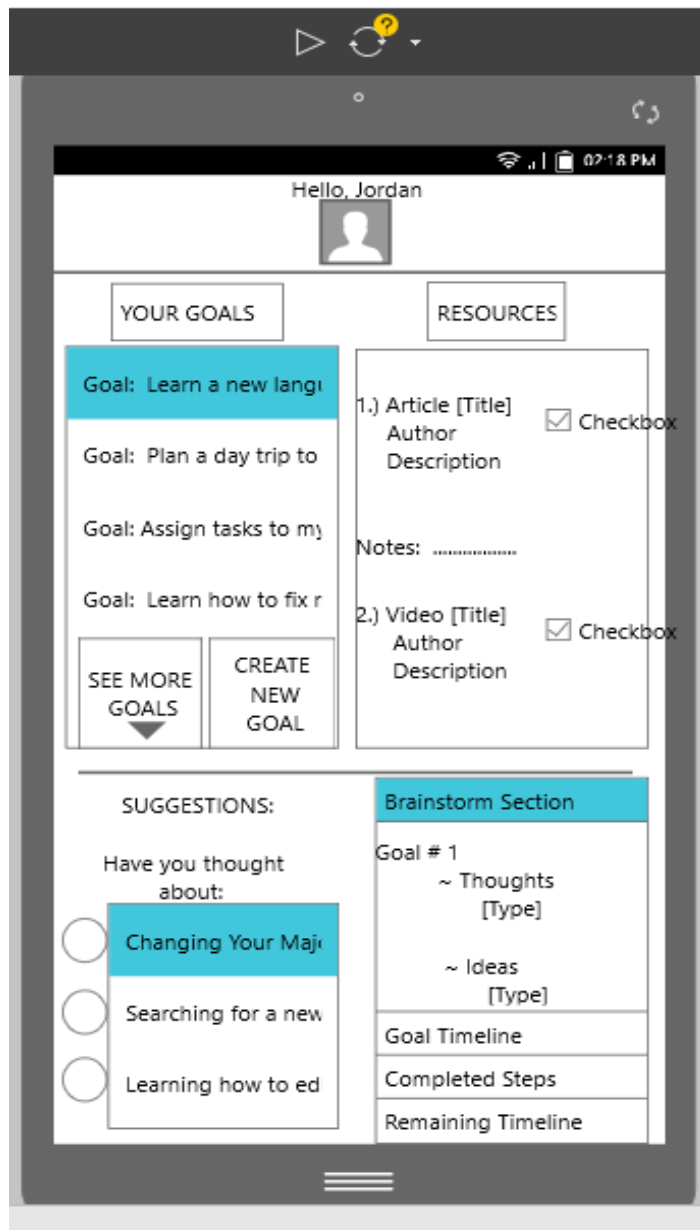 ?
02:18 PM
Hello, Jordan
YOUR GOALS
Goal:  Learn a new langu
Goal:  Plan a day trip to
Goal: Assign tasks to my
Goal:  Learn how to fix r
SEE MORE
GOALS
CREATE
NEW
GOAL
RESOURCES
1.) Article [Title]
Author
Description
Checkbox
Notes:  ..................
2.) Video [Title]
Author
Description
Checkbox
SUGGESTIONS:
Have you thought
about:
Changing Your Majo
Searching for a new
Learning how to ed
Brainstorm Section
Goal # 1
~ Thoughts
[Type]
~ Ideas
[Type]
Goal Timeline
Completed Steps
Remaining Timeline